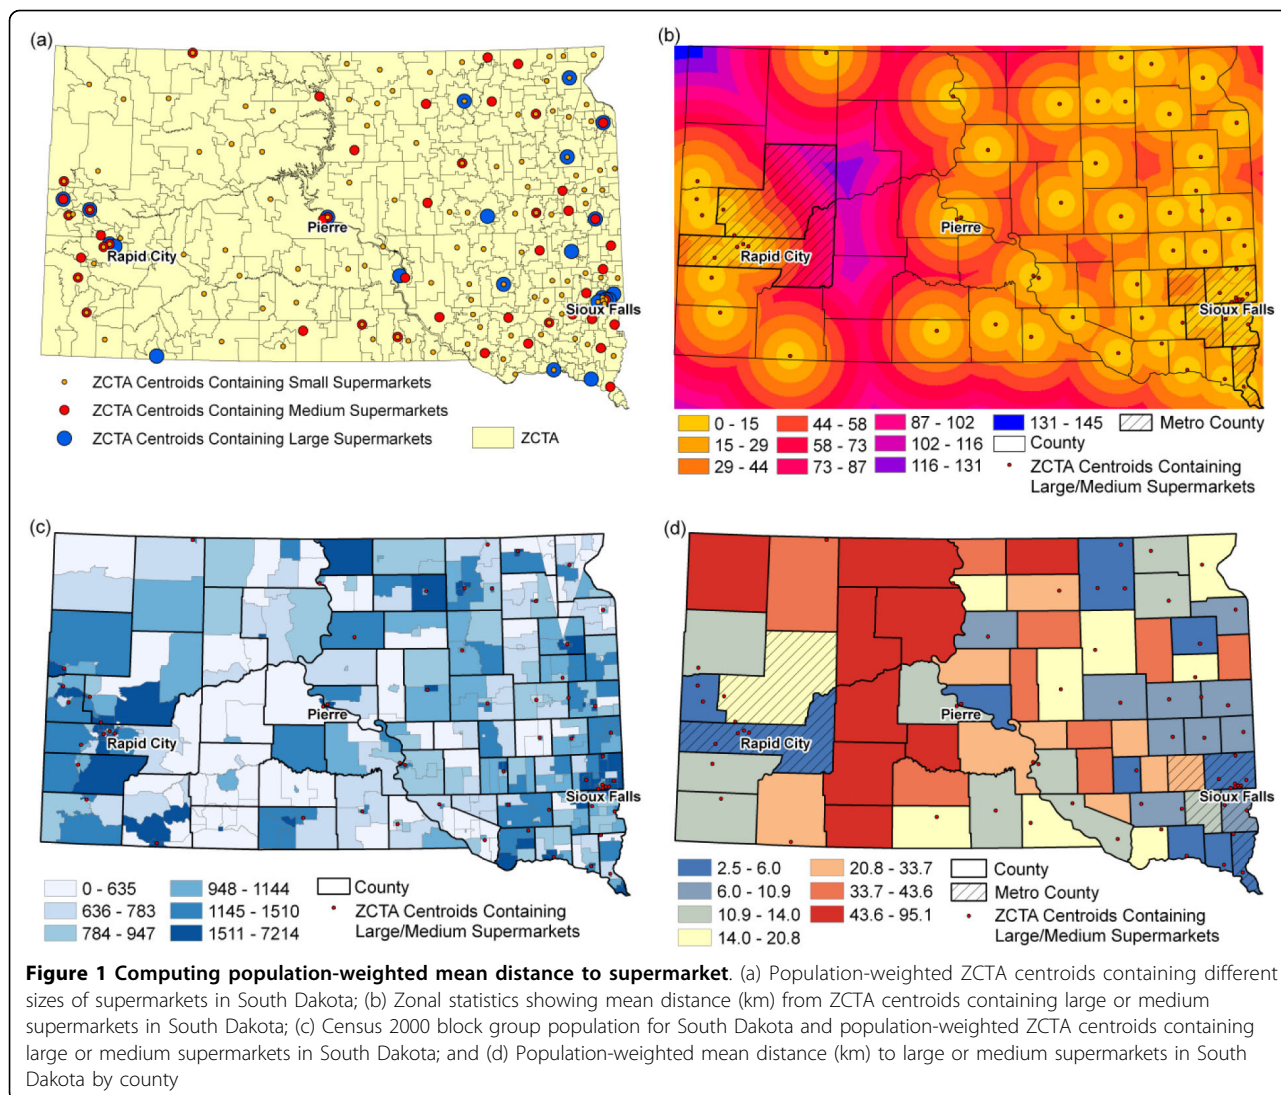 (a)
Pierre
Rapid City
Sioux Falls
ZCTA Centroids Containing Small Supermarkets
ZCTA Centroids Containing Medium Supermarkets
ZCTA Centroids Containing Large Supermarkets
ZCTA
(b)
Pierre
Rapid City
Sioux Falls
0 - 15
15 - 29
29 - 44
44 - 58
58 - 73
73 - 87
87 - 102
102 - 116
116 - 131
131 - 145
County
Metro County
ZCTA Centroids Containing
Large/Medium Supermarkets
(c)
Pierre
Rapid City
Sioux Falls
0 - 635
636 - 783
784 - 947
948 - 1144
1145 - 1510
1511 - 7214
County
ZCTA Centroids Containing
Large/Medium Supermarkets
(d)
Pierre
Rapid City
Sioux Falls
2.5 - 6.0
6.0 - 10.9
10.9 - 14.0
14.0 - 20.8
20.8 - 33.7
33.7 - 43.6
43.6 - 95.1
County
Metro County
ZCTA Centroids Containing
Large/Medium Supermarkets
Figure 1 Computing population-weighted mean distance to supermarket. (a) Population-weighted ZCTA centroids containing different
sizes of supermarkets in South Dakota; (b) Zonal statistics showing mean distance (km) from ZCTA centroids containing large or medium
supermarkets in South Dakota; (c) Census 2000 block group population for South Dakota and population-weighted ZCTA centroids containing
large or medium supermarkets in South Dakota; and (d) Population-weighted mean distance (km) to large or medium supermarkets in South
Dakota by county